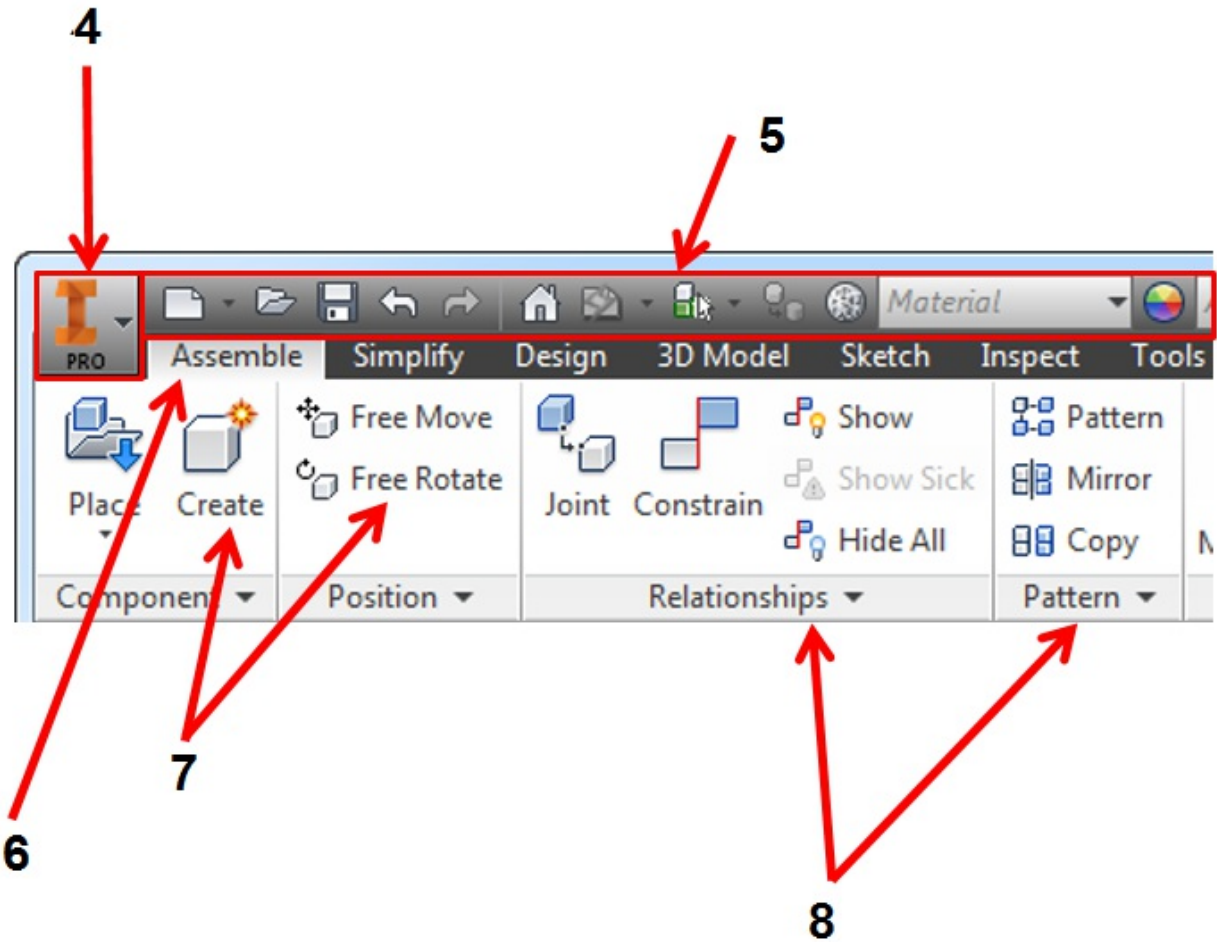 4
5
Material
PRO
Assemble Simplify Design 3D Model Sketch Inspect Tools
Free Move Show Pattern
Free Rotate Show Sick Mirror
Place Create Joint Constrain
Hide All Copy
Component Position Relationships Pattern
7
6
8